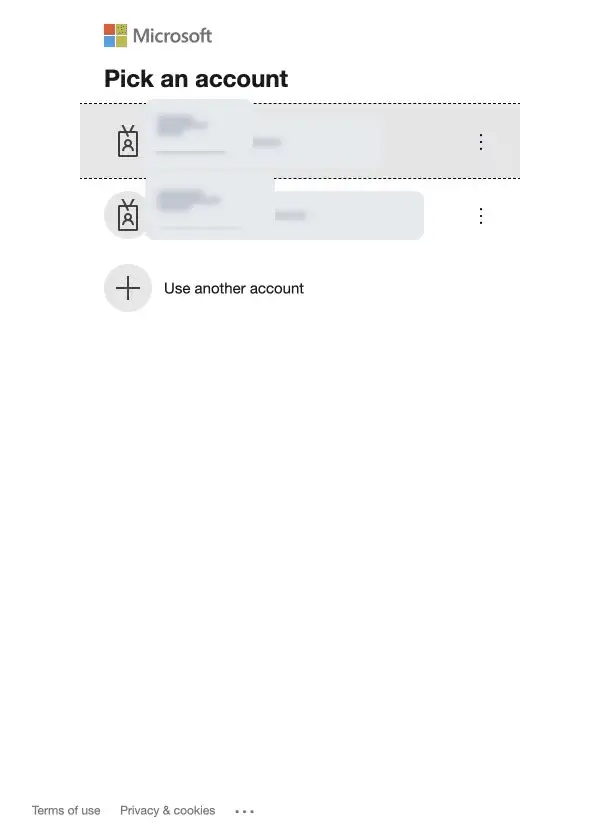 Microsoft
Pick an account
Use another account
Terms of use
Privacy & cookies